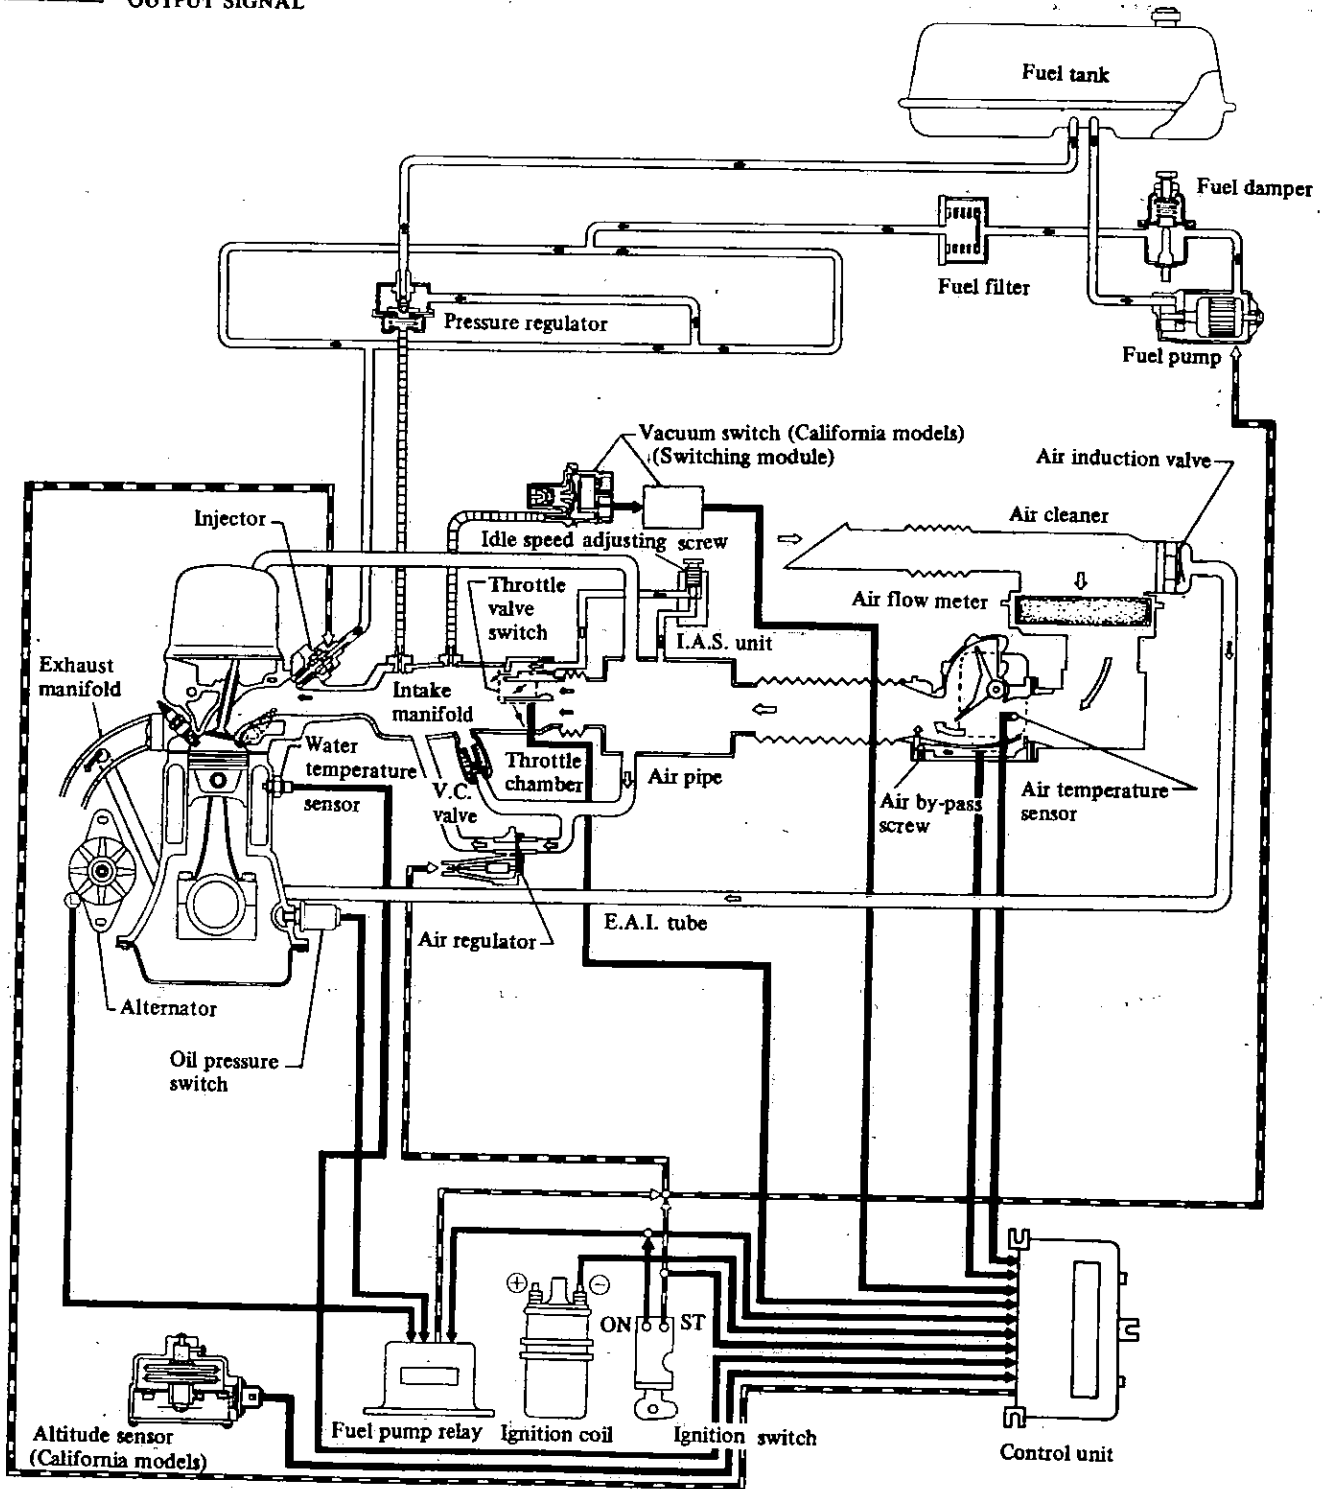 OUTPUT SIGNAL
Fuel tank
Fuel damper
Fuel filter
Pressure regulator
Fuel pump
Vacuum switch (California models)
(Switching module)
Air induction valve
Injector
Air cleaner
Idle speed adjusting screw
Throttle
valve
switch
Air flow meter
I.A.S. unit
Exhaust
manifold
Intake
manifold
Water
temperature
sensor
Throttle
chamber
Air pipe
V.C.
valve
Air by-pass
screw
Air temperature
sensor
E.A.I. tube
Air regulator
Alternator
Oil pressure
switch
+
−
ON
ST
Altitude sensor
(California models)
Fuel pump relay
Ignition coil
Ignition switch
Control unit